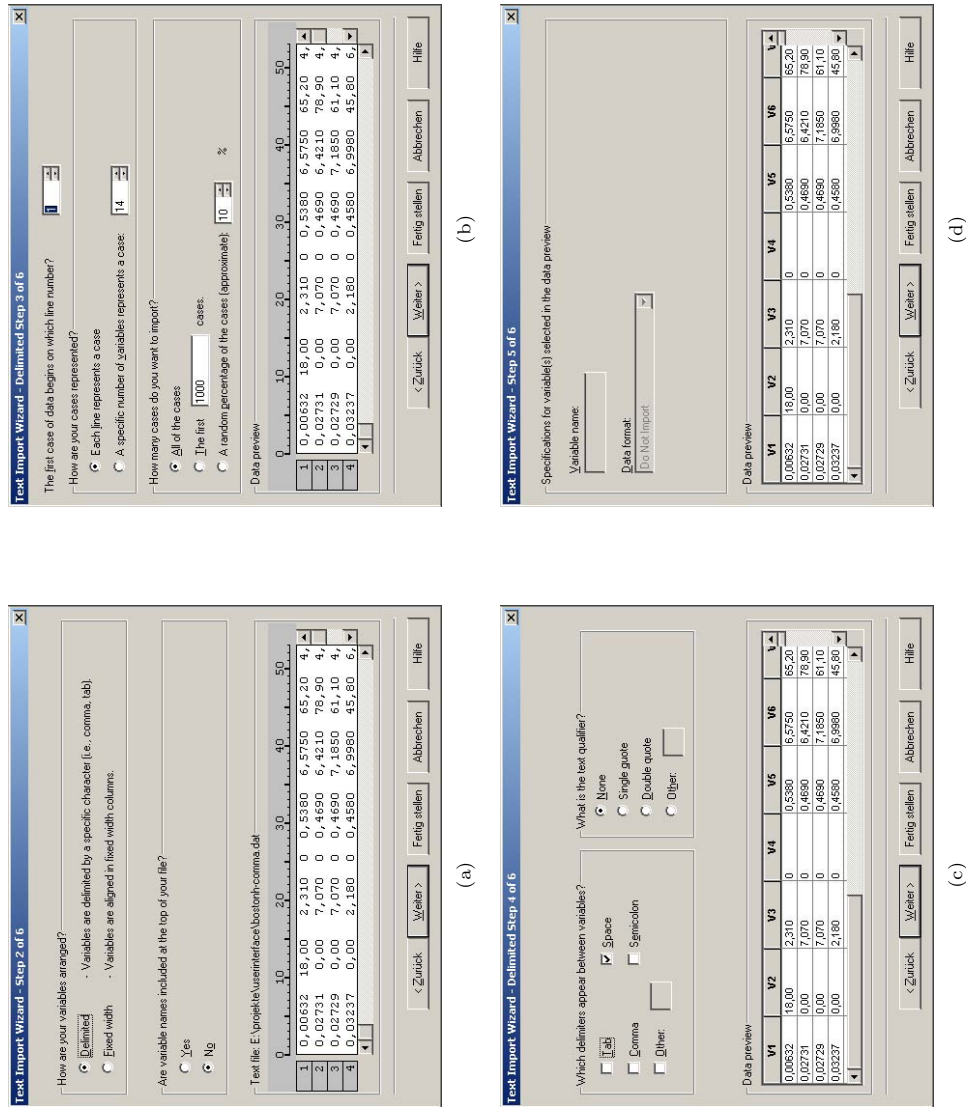 Text Import Wizard - Step 2 of 6
How are your variables arranged?
Delimited - Variables are delimited by a specific character (i.e., comma, tab).
Fixed width - Variables are aligned in fixed width columns.
Are variable names included at the top of your file?
Yes
No
Text file: E:\projekte\userinterface\bostonh-comma.dat
0 10 20 30 40 50
1 0,00632 18,00 2,310 0 0,5380 6,5750 65,20 4,
2 0,02731 0,00 7,070 0 0,4690 6,4210 78,90 4,
3 0,02729 0,00 7,070 0 0,4690 7,1850 61,10 4,
4 0,03237 0,00 2,180 0 0,4580 6,9980 45,80 6,
< Zurück Weiter > Fertig stellen Abbrechen Hilfe
(a)
Text Import Wizard - Delimited Step 3 of 6
The first case of data begins on which line number? 1
How are your cases represented?
Each line represents a case
A specific number of variables represents a case: 14
How many cases do you want to import?
All of the cases
The first 1000 cases.
A random percentage of the cases (approximate): 10 %
Data preview
0 10 20 30 40 50
1 0,00632 18,00 2,310 0 0,5380 6,5750 65,20 4,
2 0,02731 0,00 7,070 0 0,4690 6,4210 78,90 4,
3 0,02729 0,00 7,070 0 0,4690 7,1850 61,10 4,
4 0,03237 0,00 2,180 0 0,4580 6,9980 45,80 6,
< Zurück Weiter > Fertig stellen Abbrechen Hilfe
(b)
Text Import Wizard - Delimited Step 4 of 6
Which delimiters appear between variables?
Tab Space
Comma Semicolon
Other:
What is the text qualifier?
None
Single quote
Double quote
Other:
Data preview
V1 V2 V3 V4 V5 V6
0,00632 18,00 2,310 0 0,5380 6,5750 65,20
0,02731 0,00 7,070 0 0,4690 6,4210 78,90
0,02729 0,00 7,070 0 0,4690 7,1850 61,10
0,03237 0,00 2,180 0 0,4580 6,9980 45,80
< Zurück Weiter > Fertig stellen Abbrechen Hilfe
(c)
Text Import Wizard - Step 5 of 6
Specifications for variable(s) selected in the data preview
Variable name:
Data format:
Do Not Import
Data preview
V1 V2 V3 V4 V5 V6
0,00632 18,00 2,310 0 0,5380 6,5750 65,20
0,02731 0,00 7,070 0 0,4690 6,4210 78,90
0,02729 0,00 7,070 0 0,4690 7,1850 61,10
0,03237 0,00 2,180 0 0,4580 6,9980 45,80
< Zurück Weiter > Fertig stellen Abbrechen Hilfe
(d)